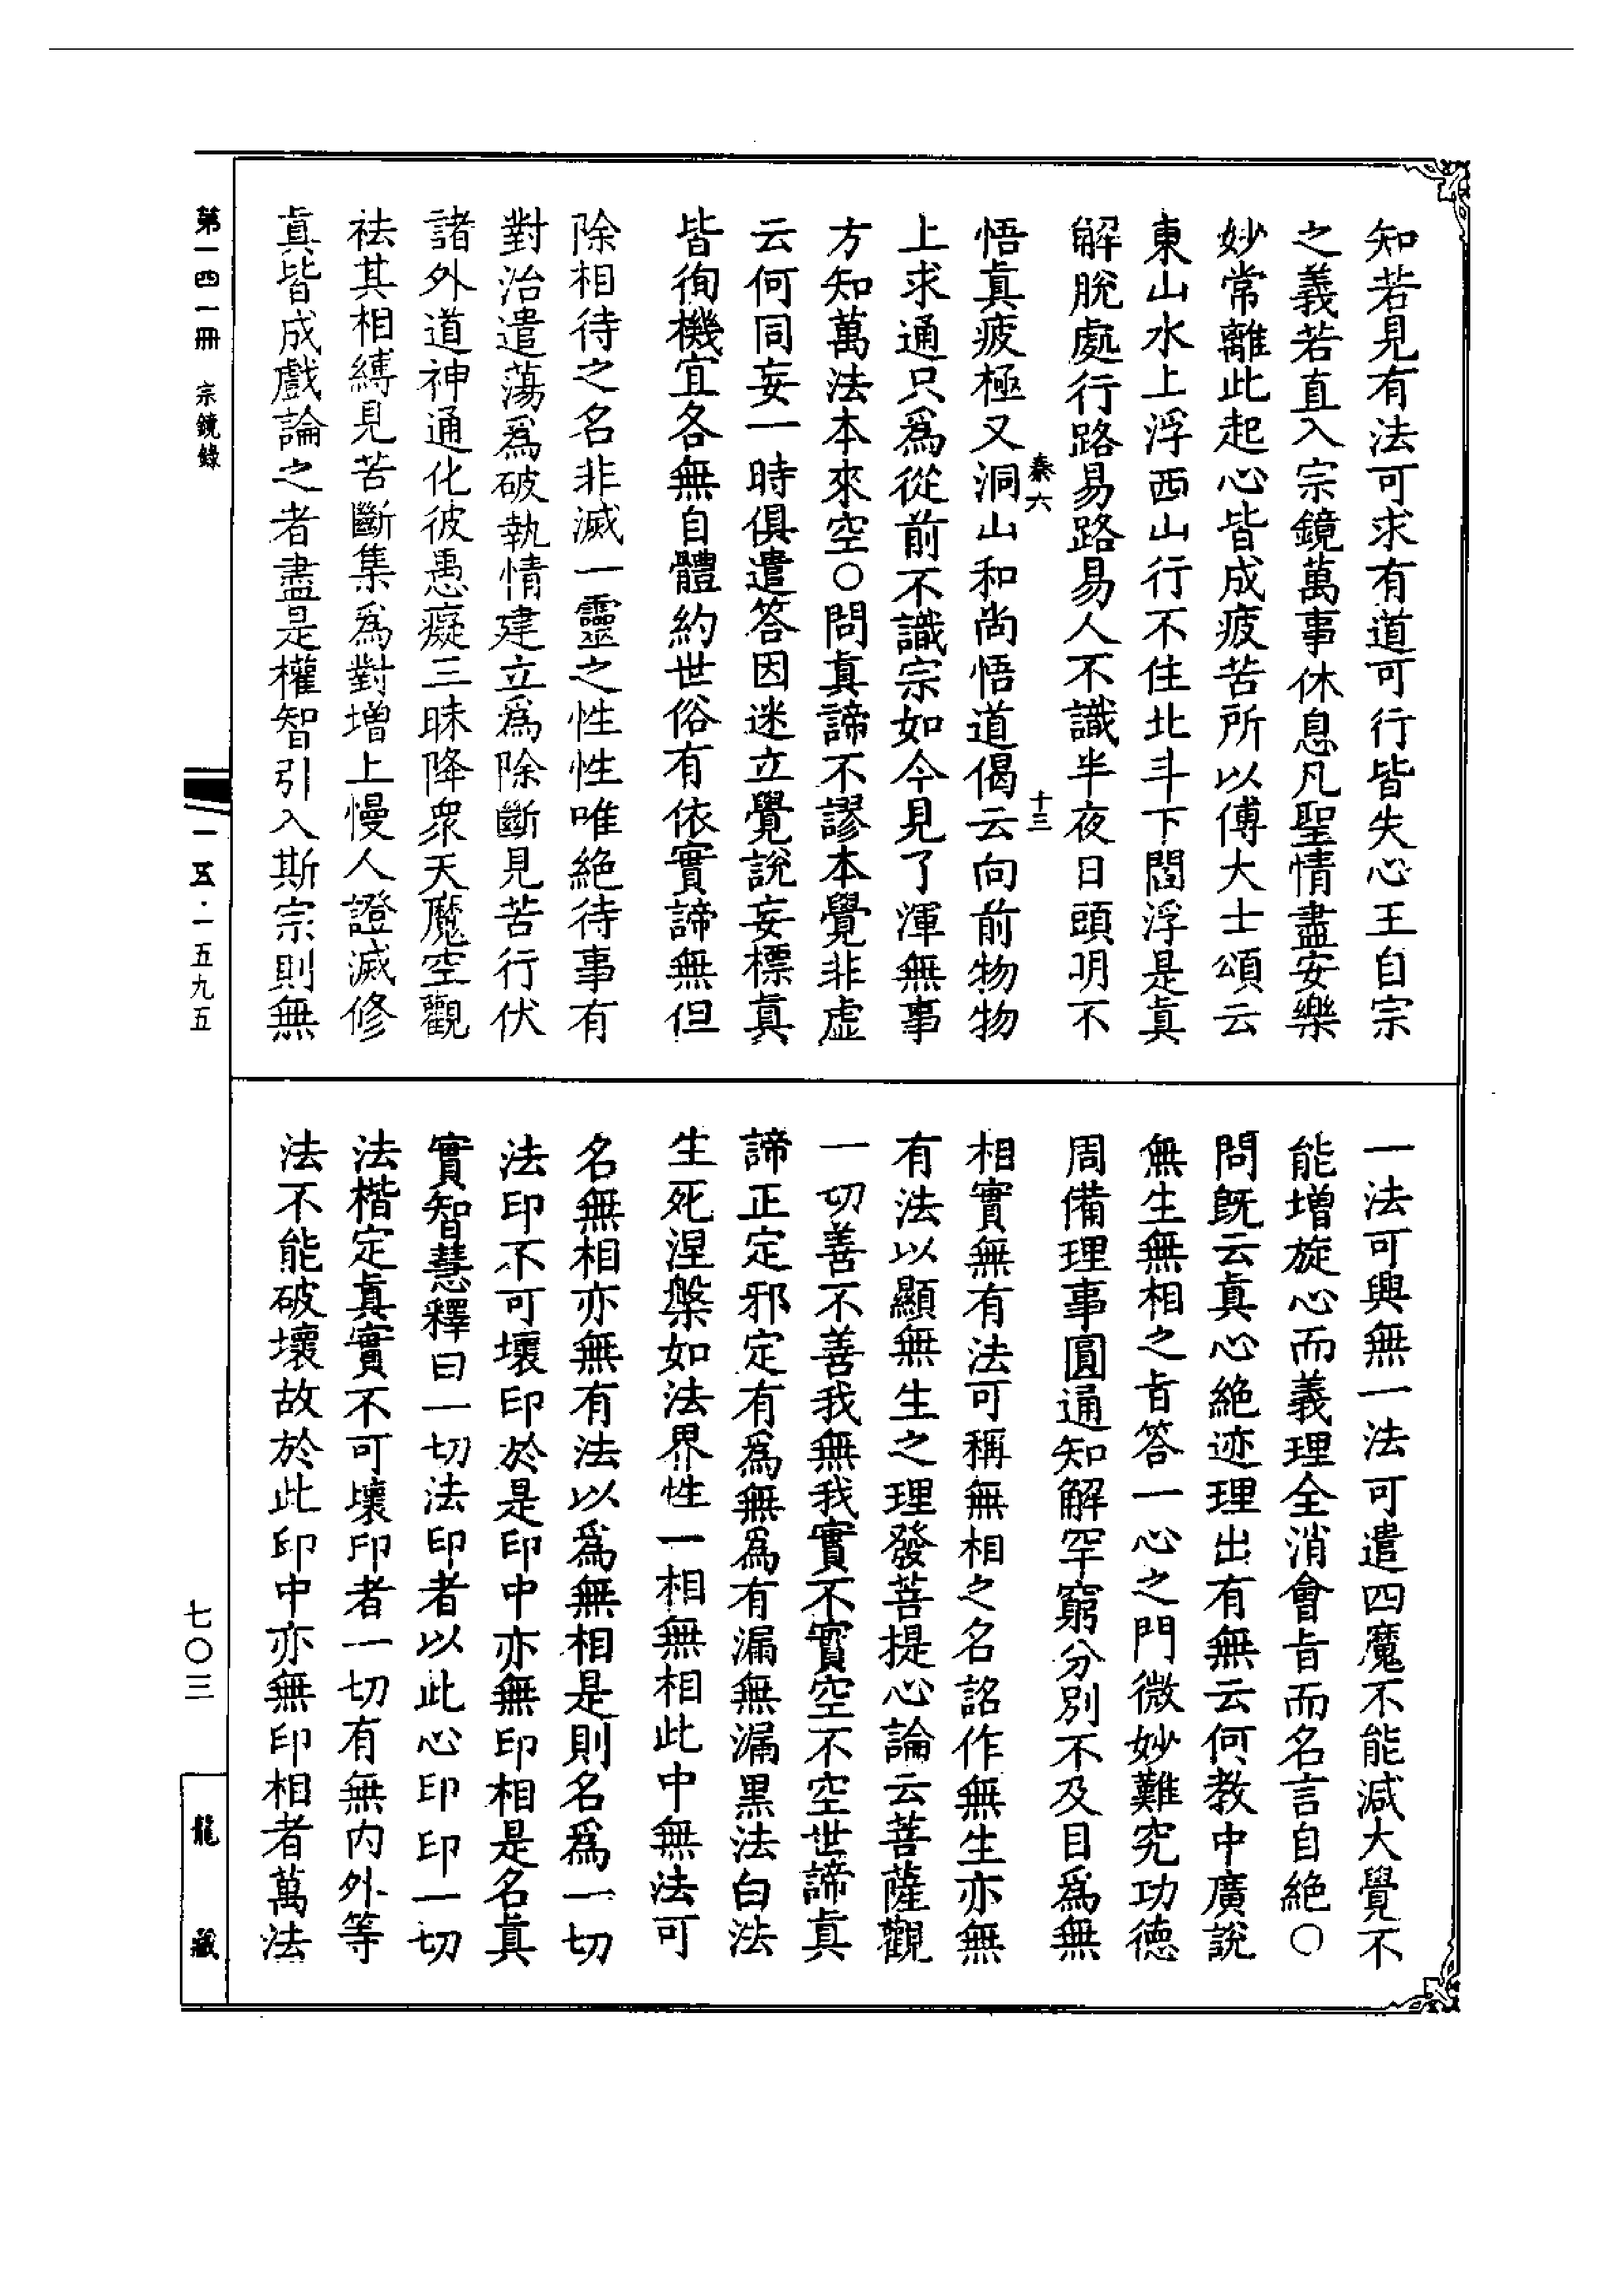 知若見有法可求有道可行皆失心王自宗
之義若直入宗鏡萬事休息凡聖情盡安樂
妙常離此起心皆成疲苦所以傅大士頌云
東山水上浮西山行不住北斗下閻浮是眞
解脫處行路易路易人不識半夜日頭明不
悟眞疲極又洞山和尚悟道偈云向前物物
上求通只爲從前不識宗如今見了渾無事
方知萬法本來空○問眞諦不謬本覺非虛
云何同妄一時俱遣答因迷立覺說妄標眞
皆徇機宜各無自體約世俗有依實諦無但
除相待之名非滅一靈之性性唯絕待事有
對治遣蕩爲破執情建立爲除斷見苦行伏
諸外道神通化彼愚癡三昧降衆天魔空觀
祛其相縛見苦斷集爲對增上慢人證滅修
眞皆成戲論之者盡是權智引入斯宗則無
秦六
十三
一法可興無一法可遣四魔不能減大覺不
能增旋心而義理全消會旨而名言自絕○
問旣云眞心絕迹理出有無云何教中廣說
無生無相之旨答一心之門微妙難究功德
周備理事圓通知解罕窮分別不及目爲無
相實無有法可稱無相之名詺作無生亦無
有法以顯無生之理發菩提心論云菩薩觀
一切善不善我無我實不實空不空世諦眞
諦正定邪定有爲無爲有漏無漏黑法白法
生死涅槃如法界性一相無相此中無法可
名無相亦無有法以爲無相是則名爲一切
法印不可壞印於是印中亦無印相是名眞
實智慧釋曰一切法印者以此心印印一切
法楷定眞實不可壞印者一切有無內外等
法不能破壞故於此印中亦無印相者萬法
第一四一冊 宗鏡錄
一五·一五九五
七〇三
龍藏